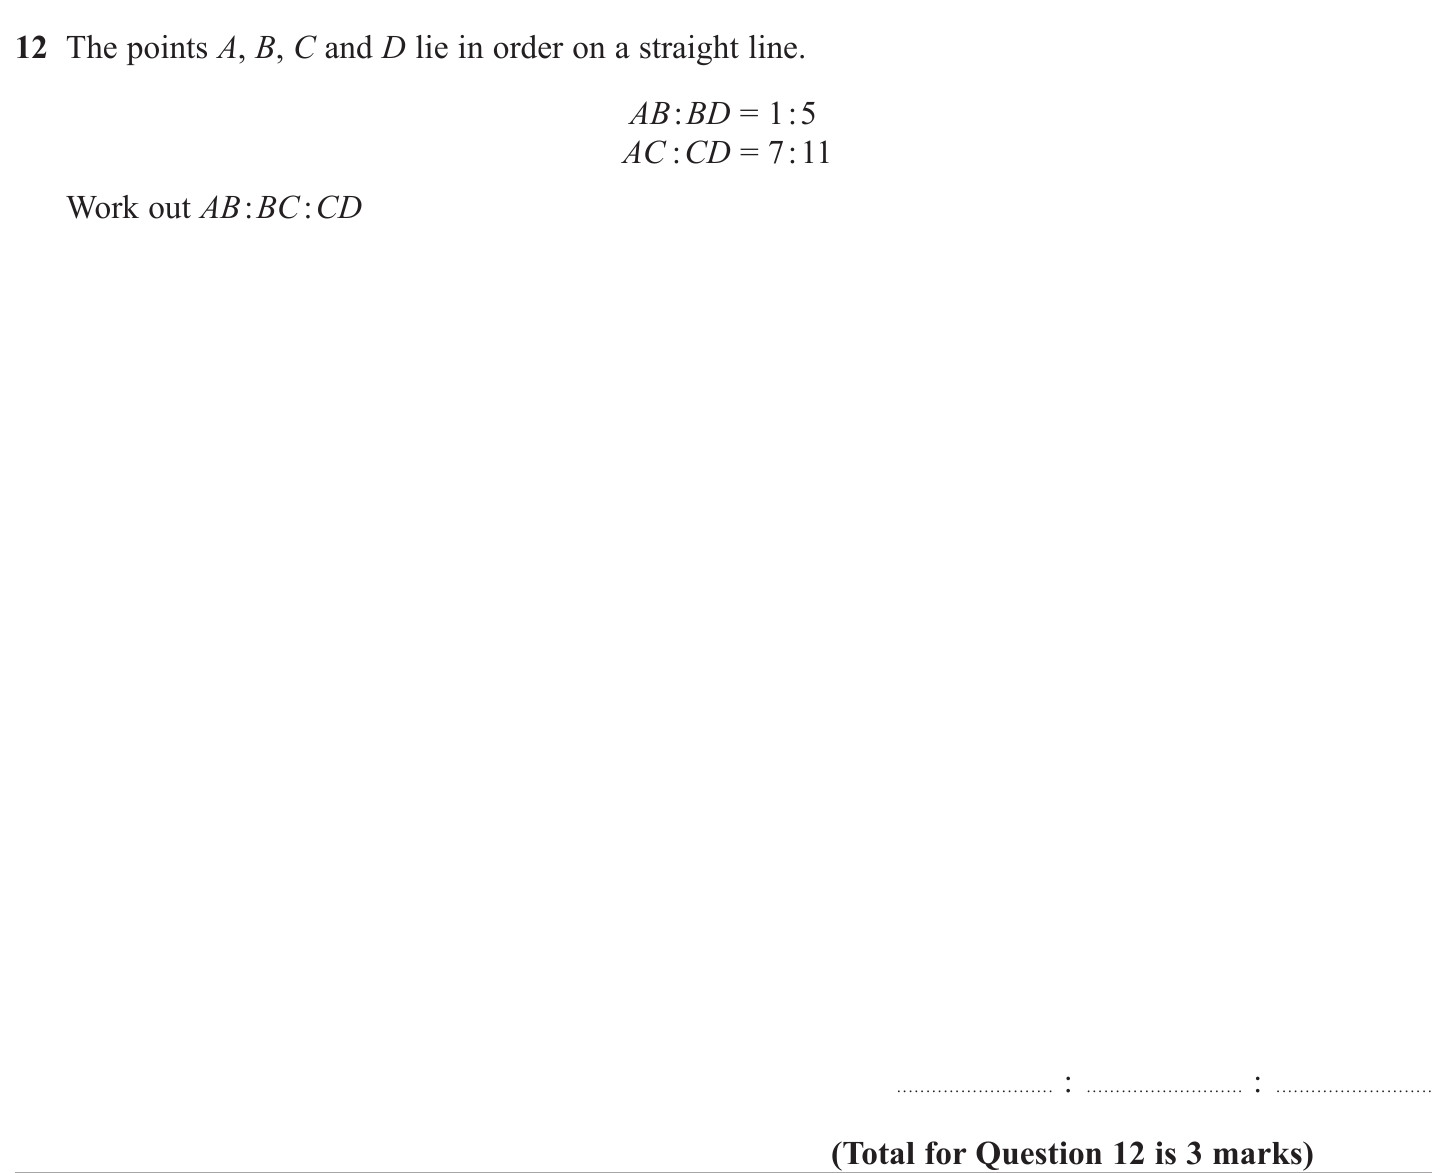 12 The points A, B, C and D lie in order on a straight line.
AB:BD = 1:5
AC:CD = 7:11
Work out AB:BC:CD
.......................... : .......................... : ..........................
(Total for Question 12 is 3 marks)